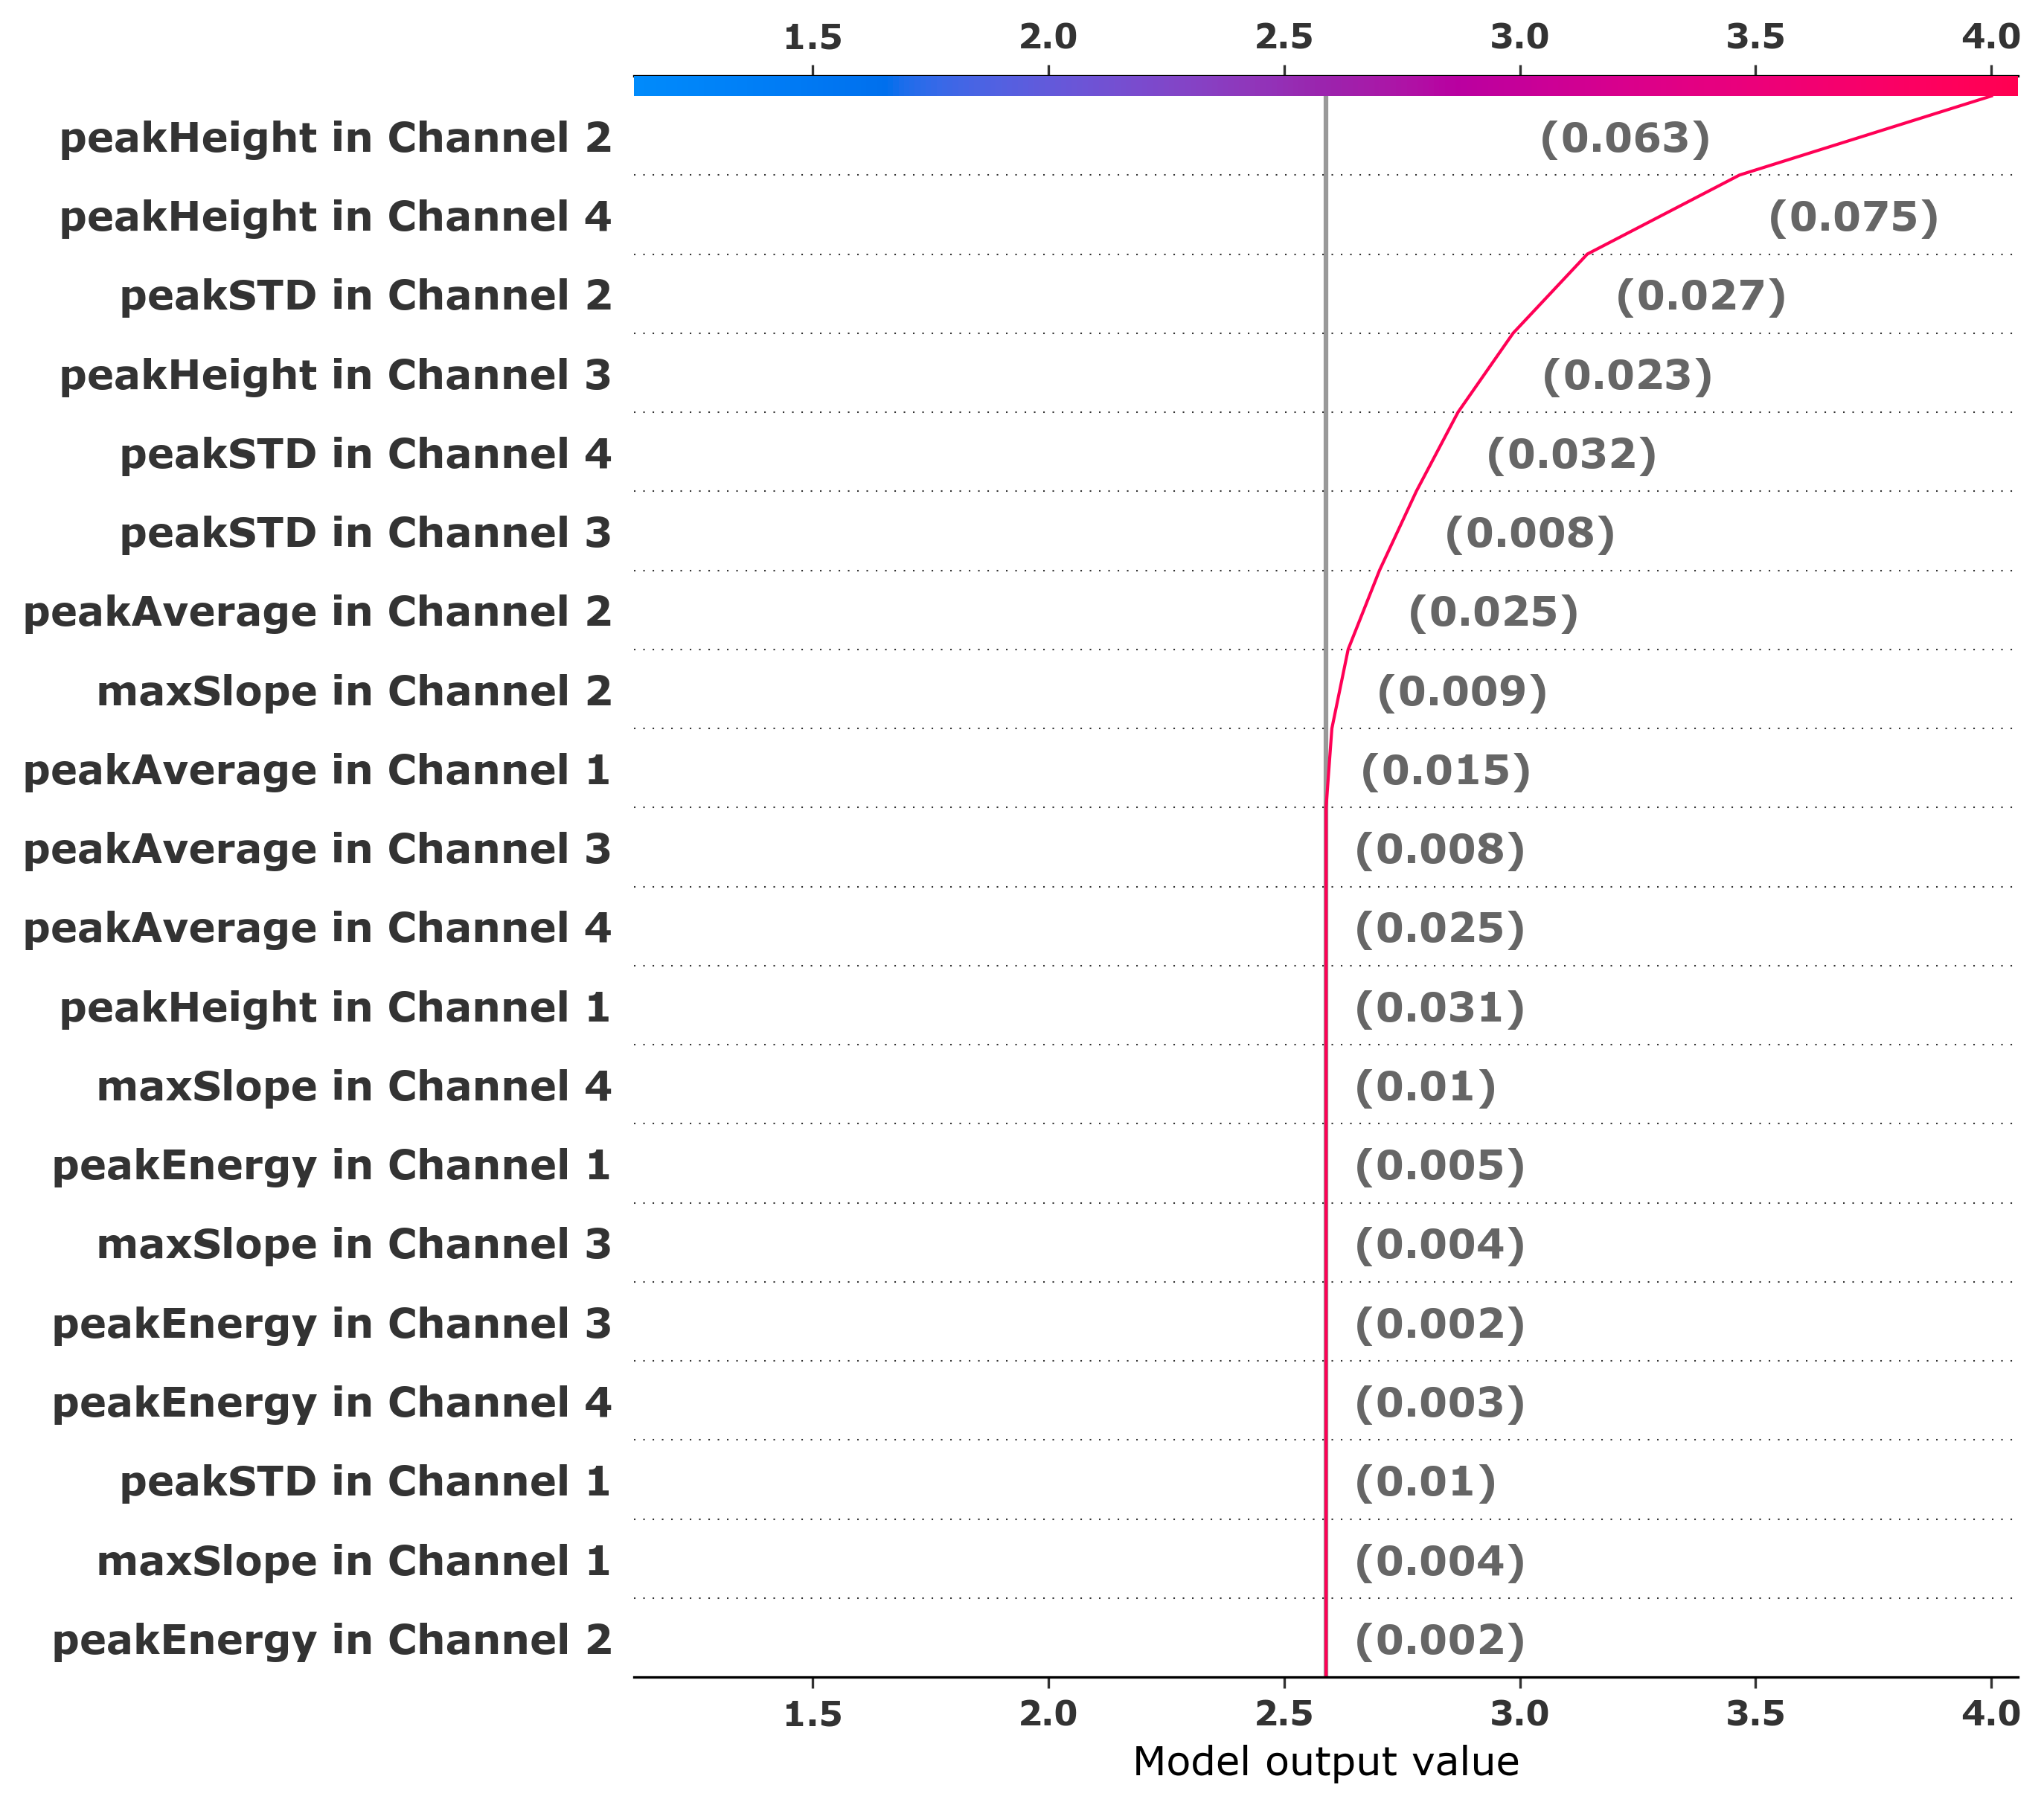 1.5 2.0 2.5 3.0 3.5 4.0
peakHeight in Channel 2 (0.063)
peakHeight in Channel 4 (0.075)
peakSTD in Channel 2 (0.027)
peakHeight in Channel 3 (0.023)
peakSTD in Channel 4 (0.032)
peakSTD in Channel 3 (0.008)
peakAverage in Channel 2 (0.025)
maxSlope in Channel 2 (0.009)
peakAverage in Channel 1 (0.015)
peakAverage in Channel 3 (0.008)
peakAverage in Channel 4 (0.025)
peakHeight in Channel 1 (0.031)
maxSlope in Channel 4 (0.01)
peakEnergy in Channel 1 (0.005)
maxSlope in Channel 3 (0.004)
peakEnergy in Channel 3 (0.002)
peakEnergy in Channel 4 (0.003)
peakSTD in Channel 1 (0.01)
maxSlope in Channel 1 (0.004)
peakEnergy in Channel 2 (0.002)
1.5 2.0 2.5 3.0 3.5 4.0
Model output value